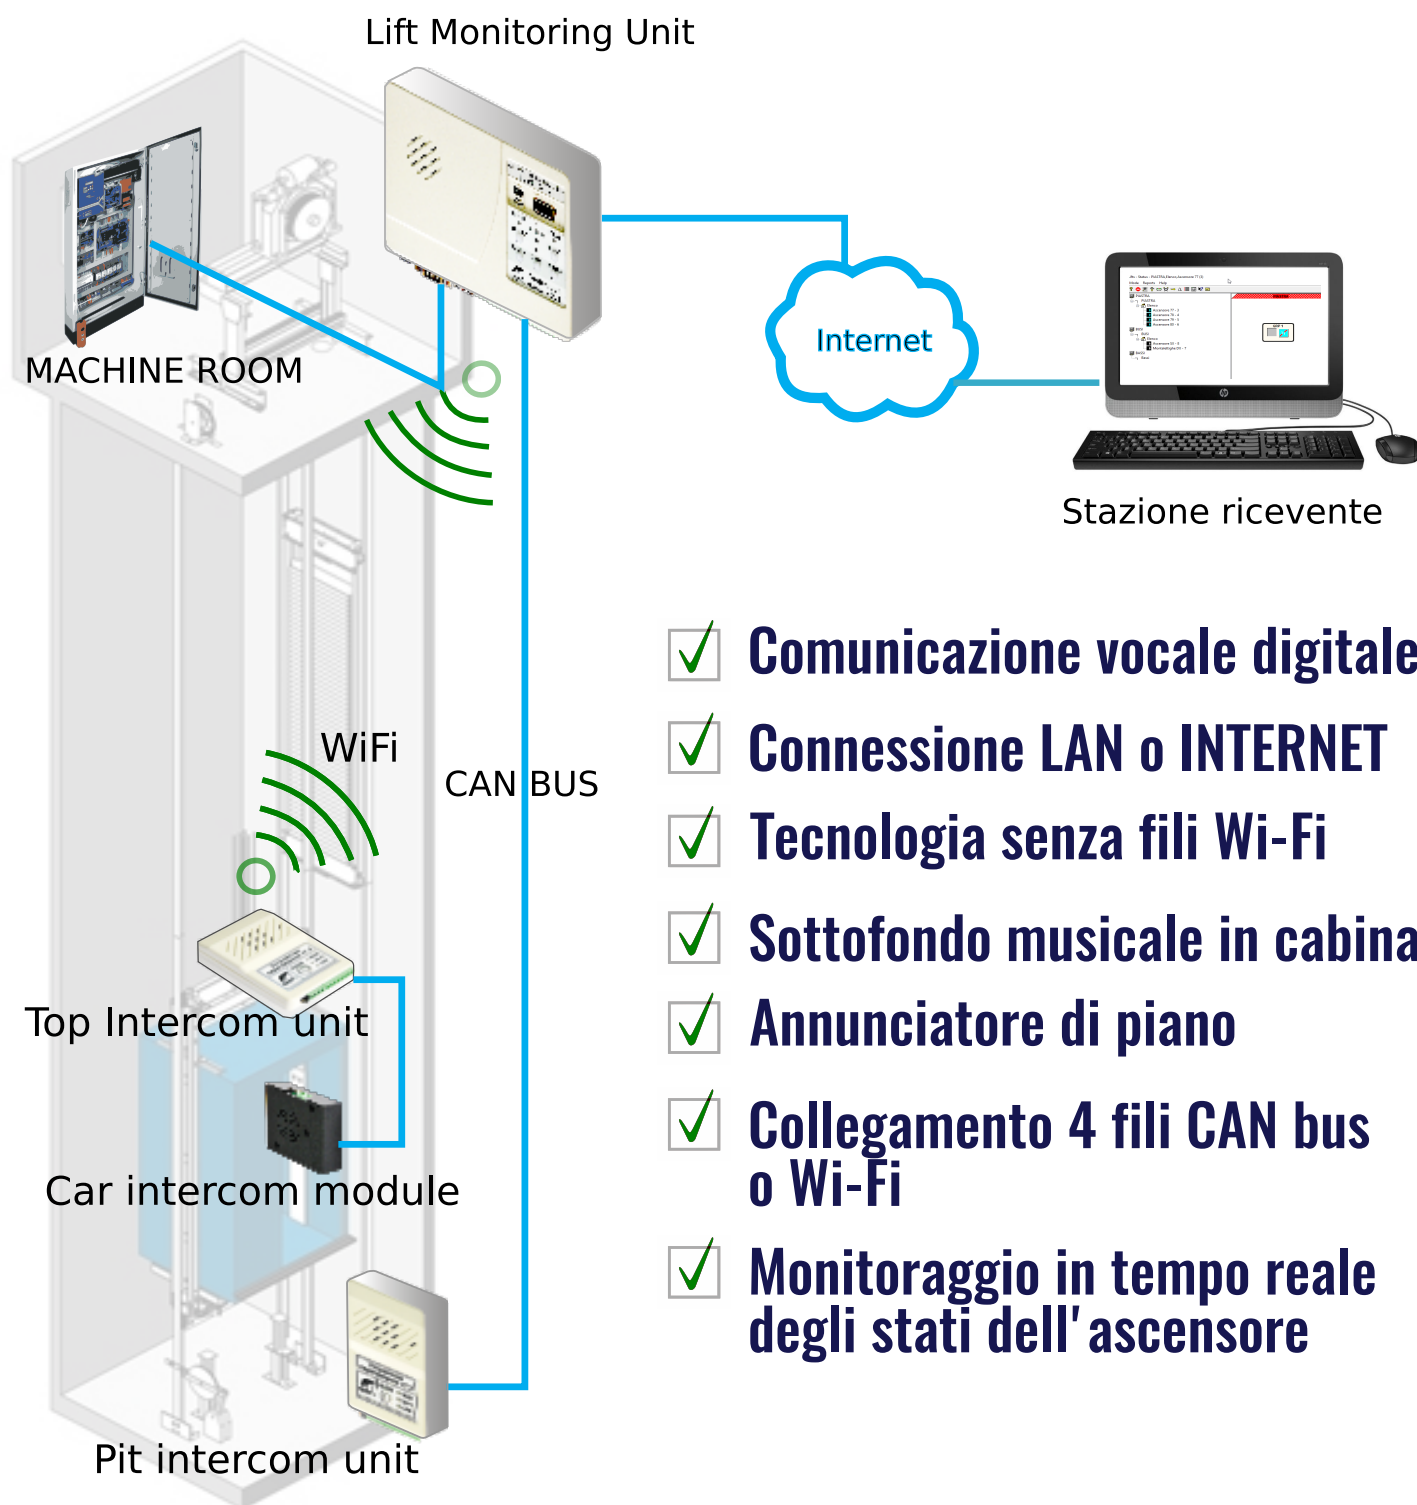 Lift Monitoring Unit
MACHINE ROOM
Internet
Stazione ricevente
WiFi
CAN BUS
Top Intercom unit
Car intercom module
Pit intercom unit
Comunicazione vocale digitale
Connessione LAN o INTERNET
Tecnologia senza fili Wi-Fi
Sottofondo musicale in cabina
Annunciatore di piano
Collegamento 4 fili CAN bus
o Wi-Fi
Monitoraggio in tempo reale
degli stati dell'ascensore